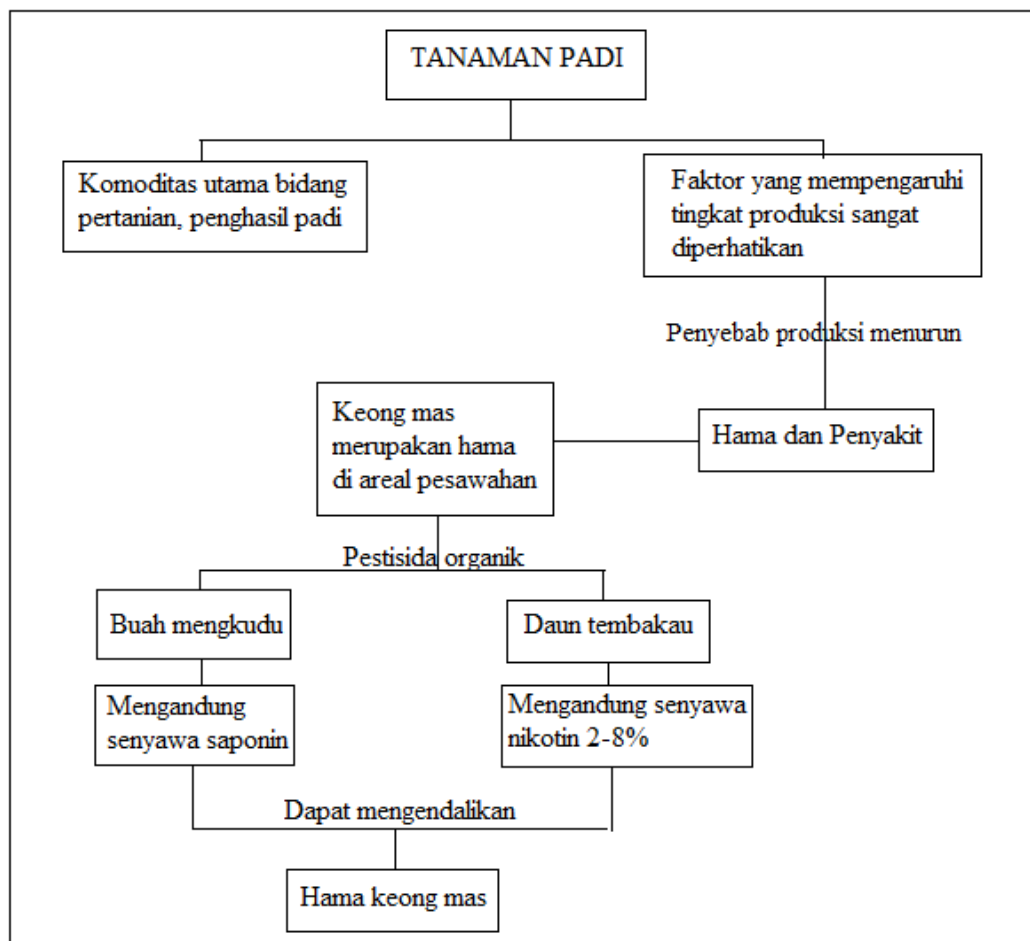 TANAMAN PADI
Komoditas utama bidang
pertanian, penghasil padi
Faktor yang mempengaruhi
tingkat produksi sangat
diperhatikan
Penyebab produksi menurun
Keong mas
merupakan hama
di areal pesawahan
Hama dan Penyakit
Pestisida organik
Buah mengkudu
Daun tembakau
Mengandung
senyawa saponin
Mengandung senyawa
nikotin 2-8%
Dapat mengendalikan
Hama keong mas